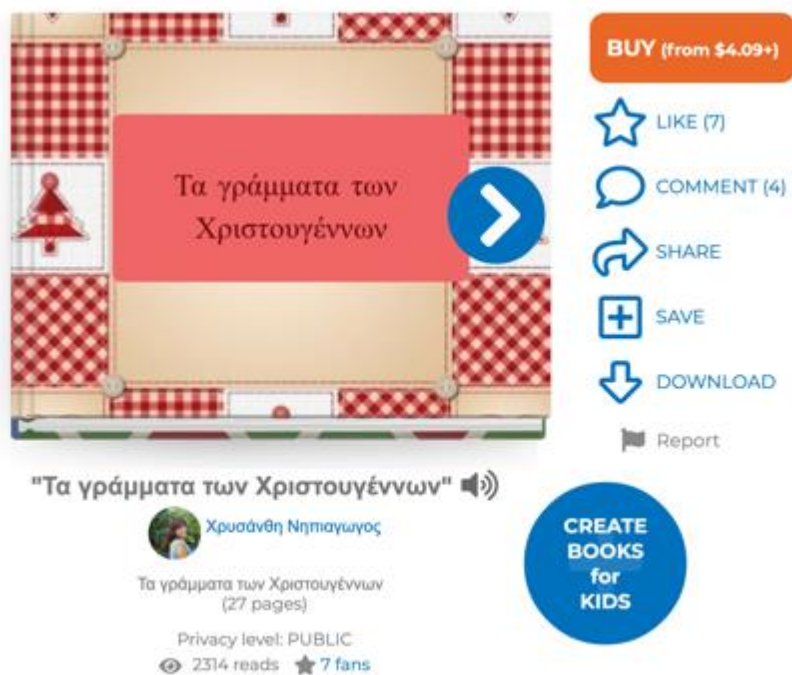 Τα γράμματα των
Χριστουγέννων
BUY (from $4.09+)
LIKE (7)
COMMENT (4)
SHARE
SAVE
DOWNLOAD
Report
"Τα γράμματα των Χριστουγέννων"
Χρυσάνθη Νηπιαγωγος
Τα γράμματα των Χριστουγέννων
(27 pages)
Privacy level: PUBLIC
2314 reads 7 fans
CREATE
BOOKS
for
KIDS